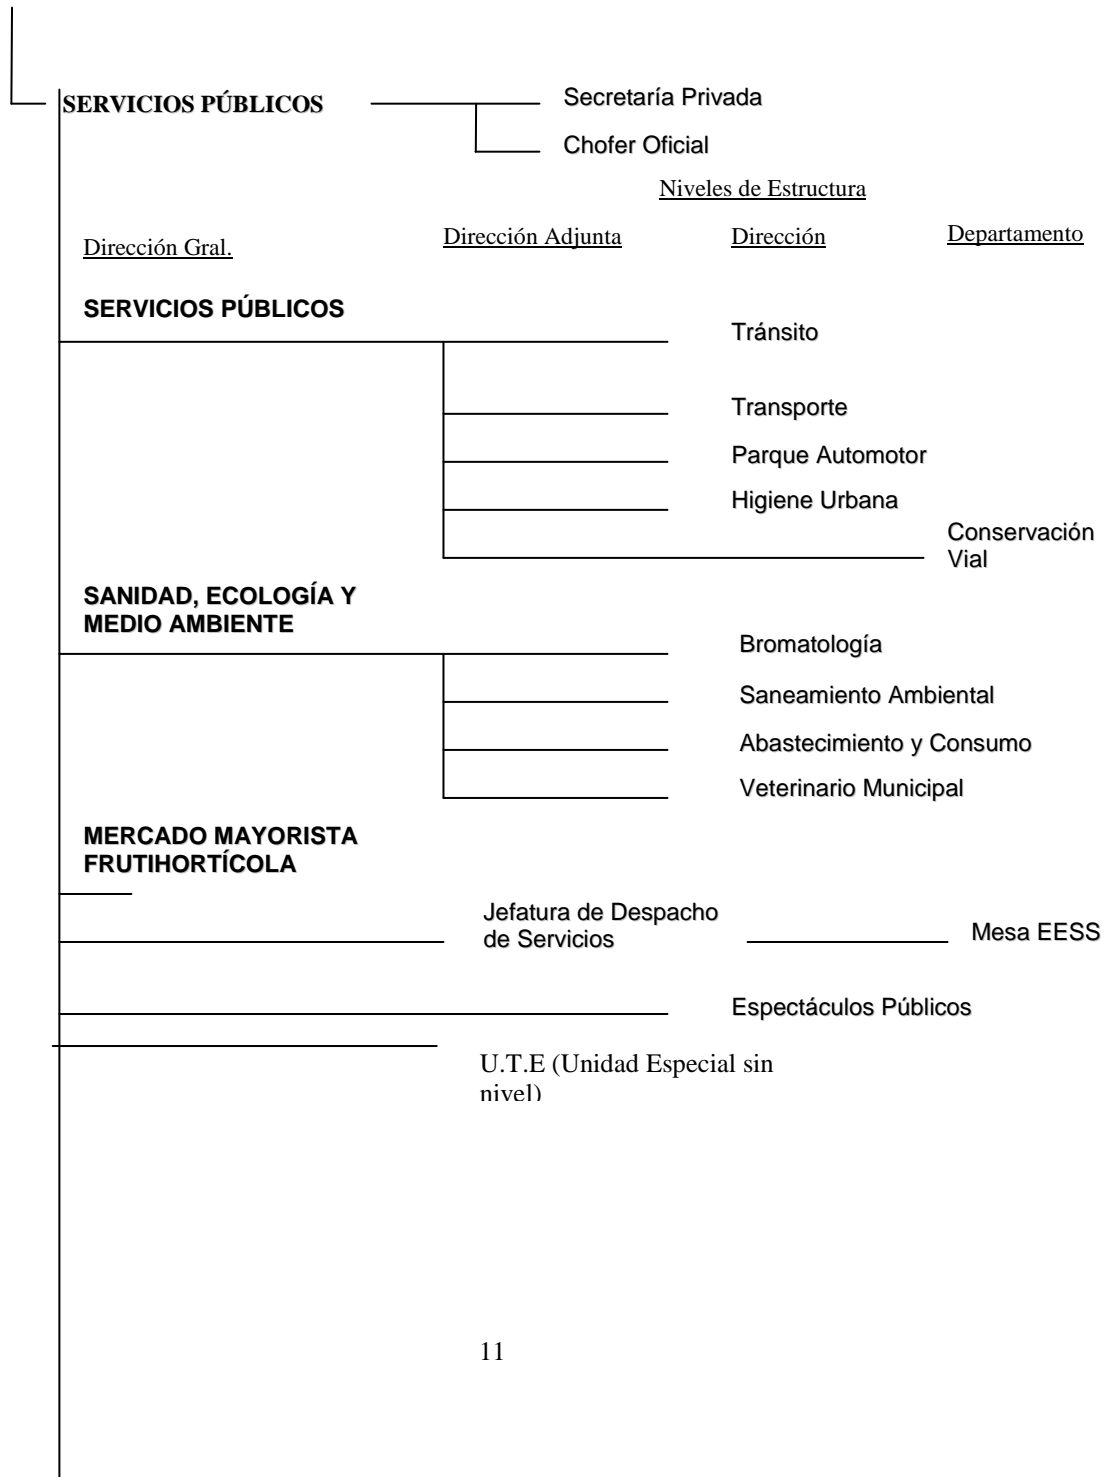 SERVICIOS PÚBLICOS
Secretaría Privada
Chofer Oficial
Niveles de Estructura
Dirección Gral.
Dirección Adjunta
Dirección
Departamento
SERVICIOS PÚBLICOS
Tránsito
Transporte
Parque Automotor
Higiene Urbana
Conservación
Vial
SANIDAD, ECOLOGÍA Y
MEDIO AMBIENTE
Bromatología
Saneamiento Ambiental
Abastecimiento y Consumo
Veterinario Municipal
MERCADO MAYORISTA
FRUTIHORTÍCOLA
Jefatura de Despacho
de Servicios
Mesa EESS
Espectáculos Públicos
U.T.E (Unidad Especial sin
nivel)
11